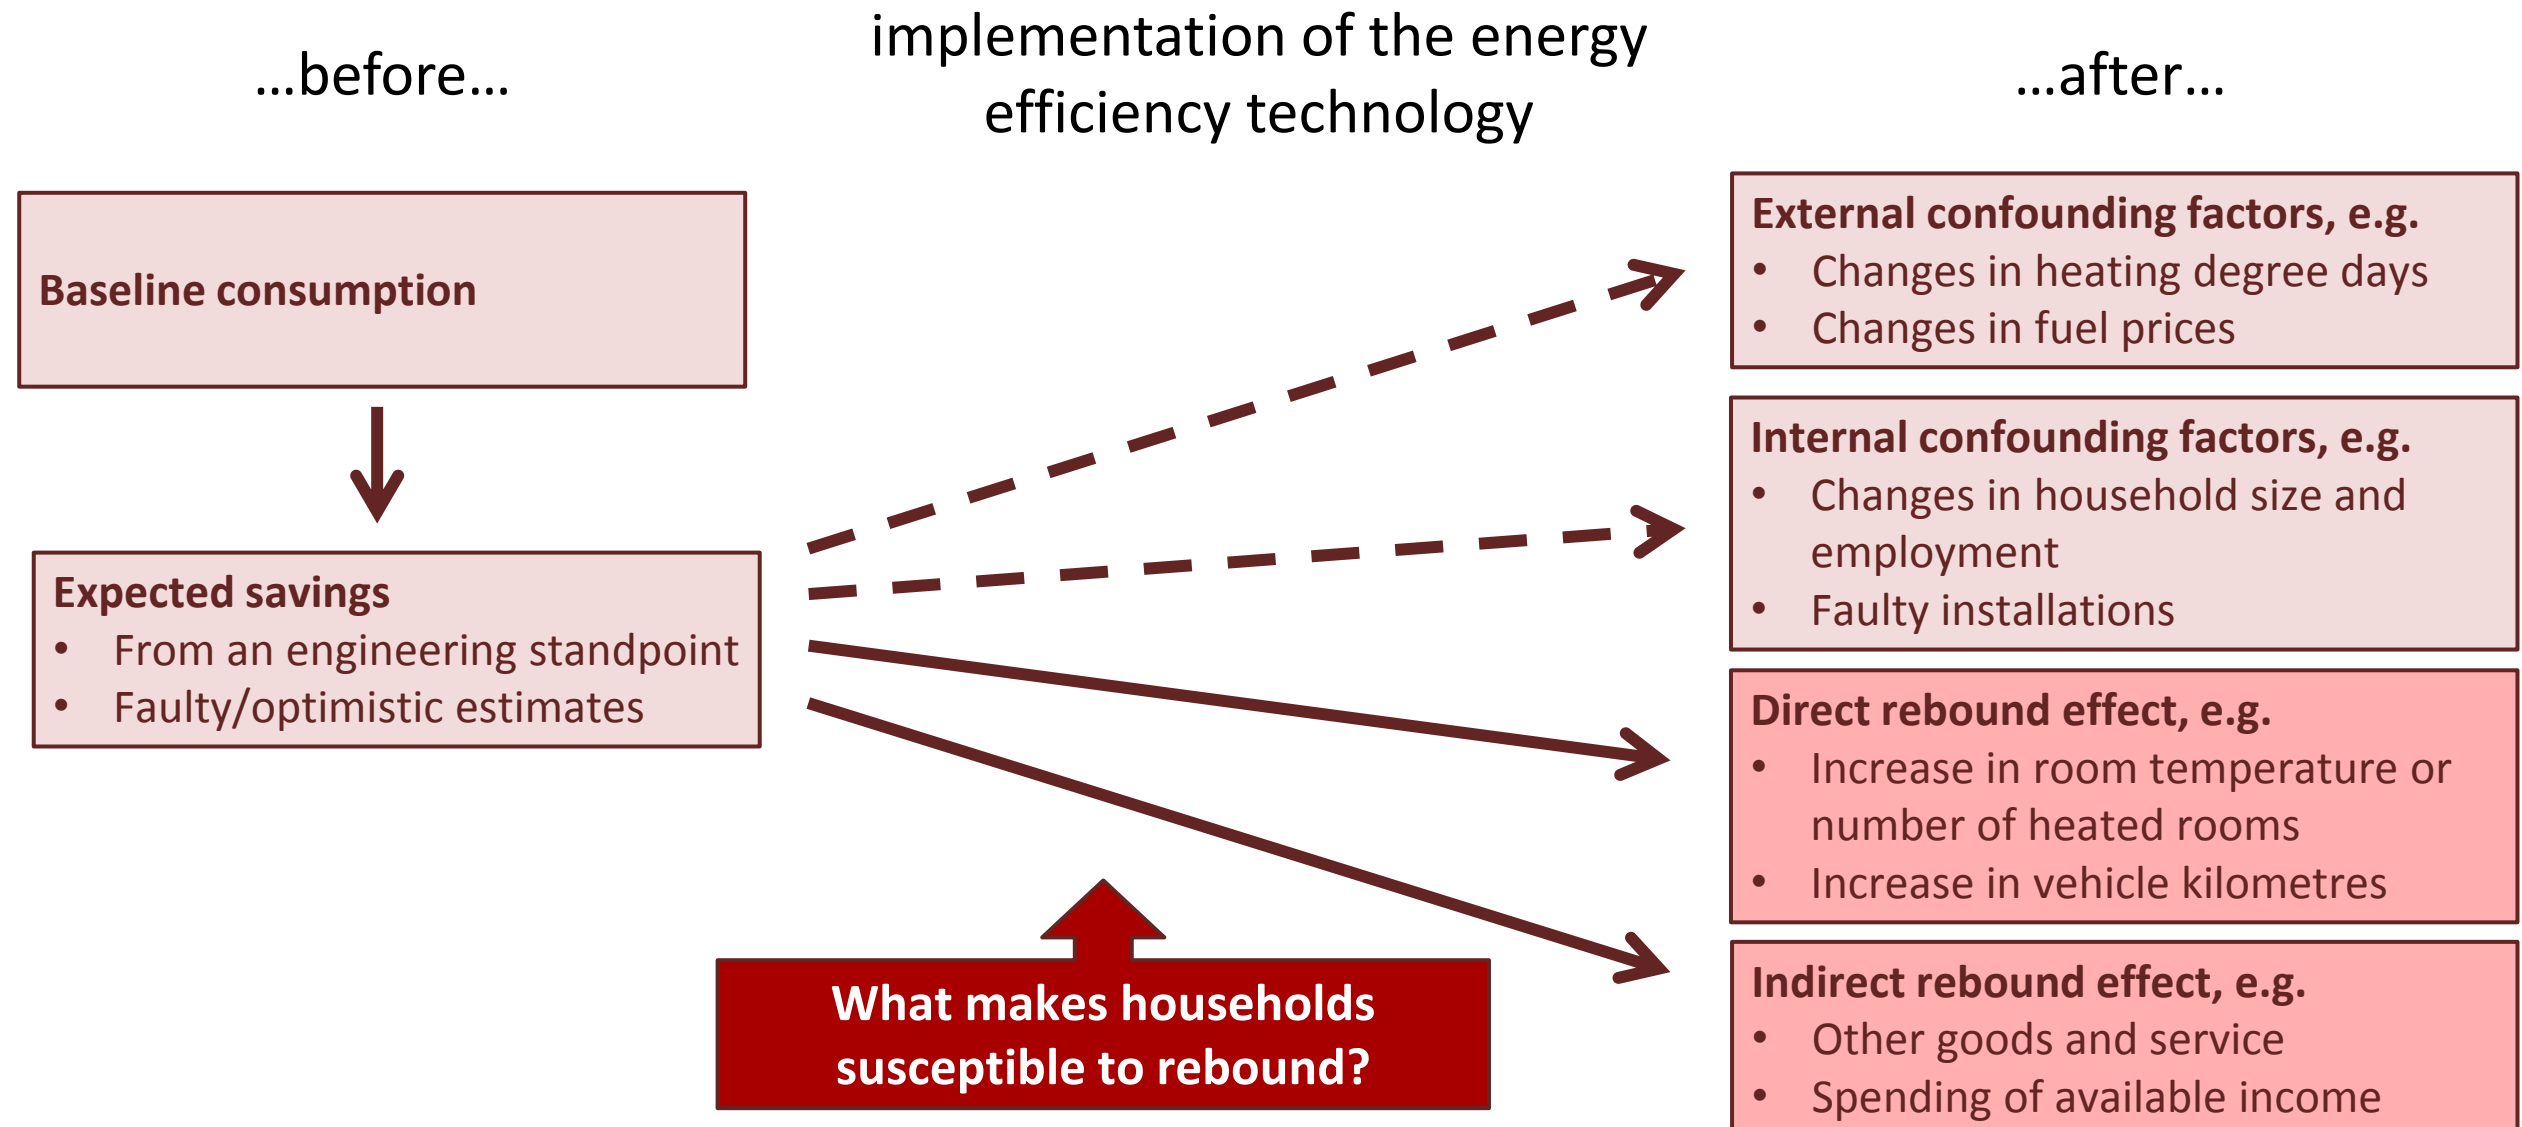 …before…
implementation of the energy
efficiency technology
…after…
Baseline consumption
Expected savings
• From an engineering standpoint
• Faulty/optimistic estimates
External confounding factors, e.g.
• Changes in heating degree days
• Changes in fuel prices
Internal confounding factors, e.g.
• Changes in household size and
employment
• Faulty installations
Direct rebound effect, e.g.
• Increase in room temperature or
number of heated rooms
• Increase in vehicle kilometres
Indirect rebound effect, e.g.
• Other goods and service
• Spending of available income
What makes households
susceptible to rebound?